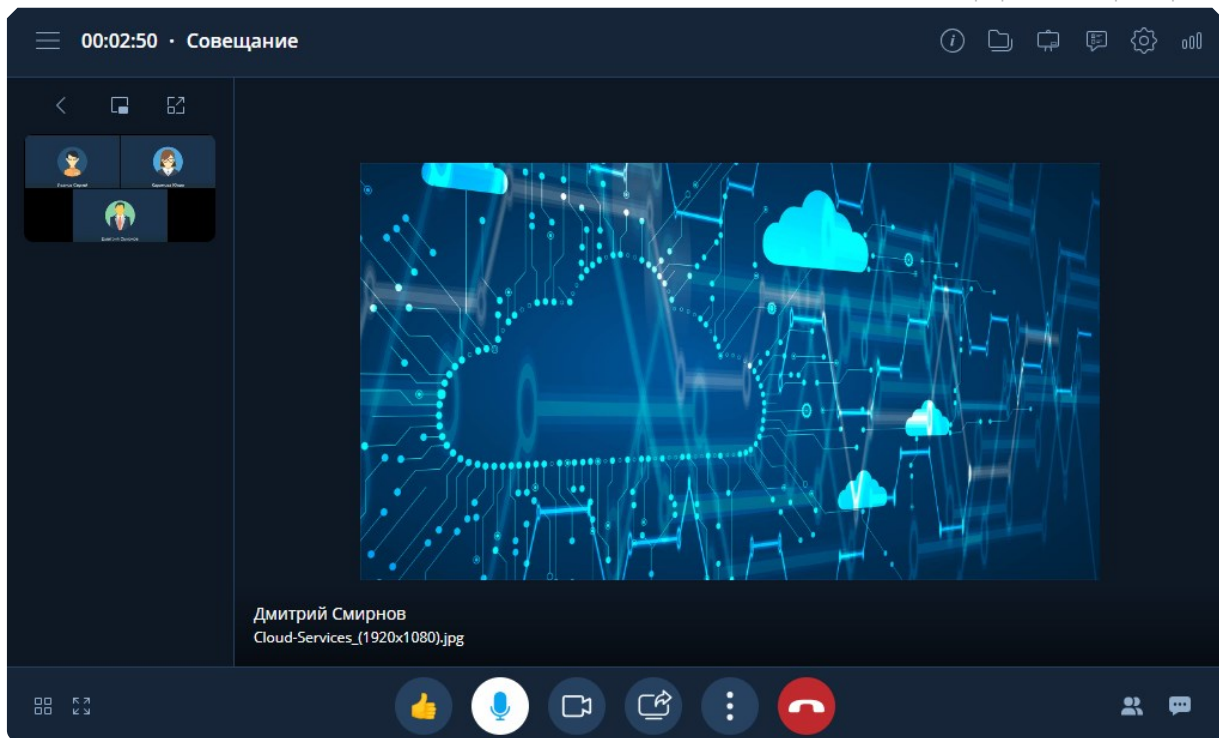 00:02:50 · Совещание
Дмитрий Смирнов
Cloud-Services_(1920x1080).jpg